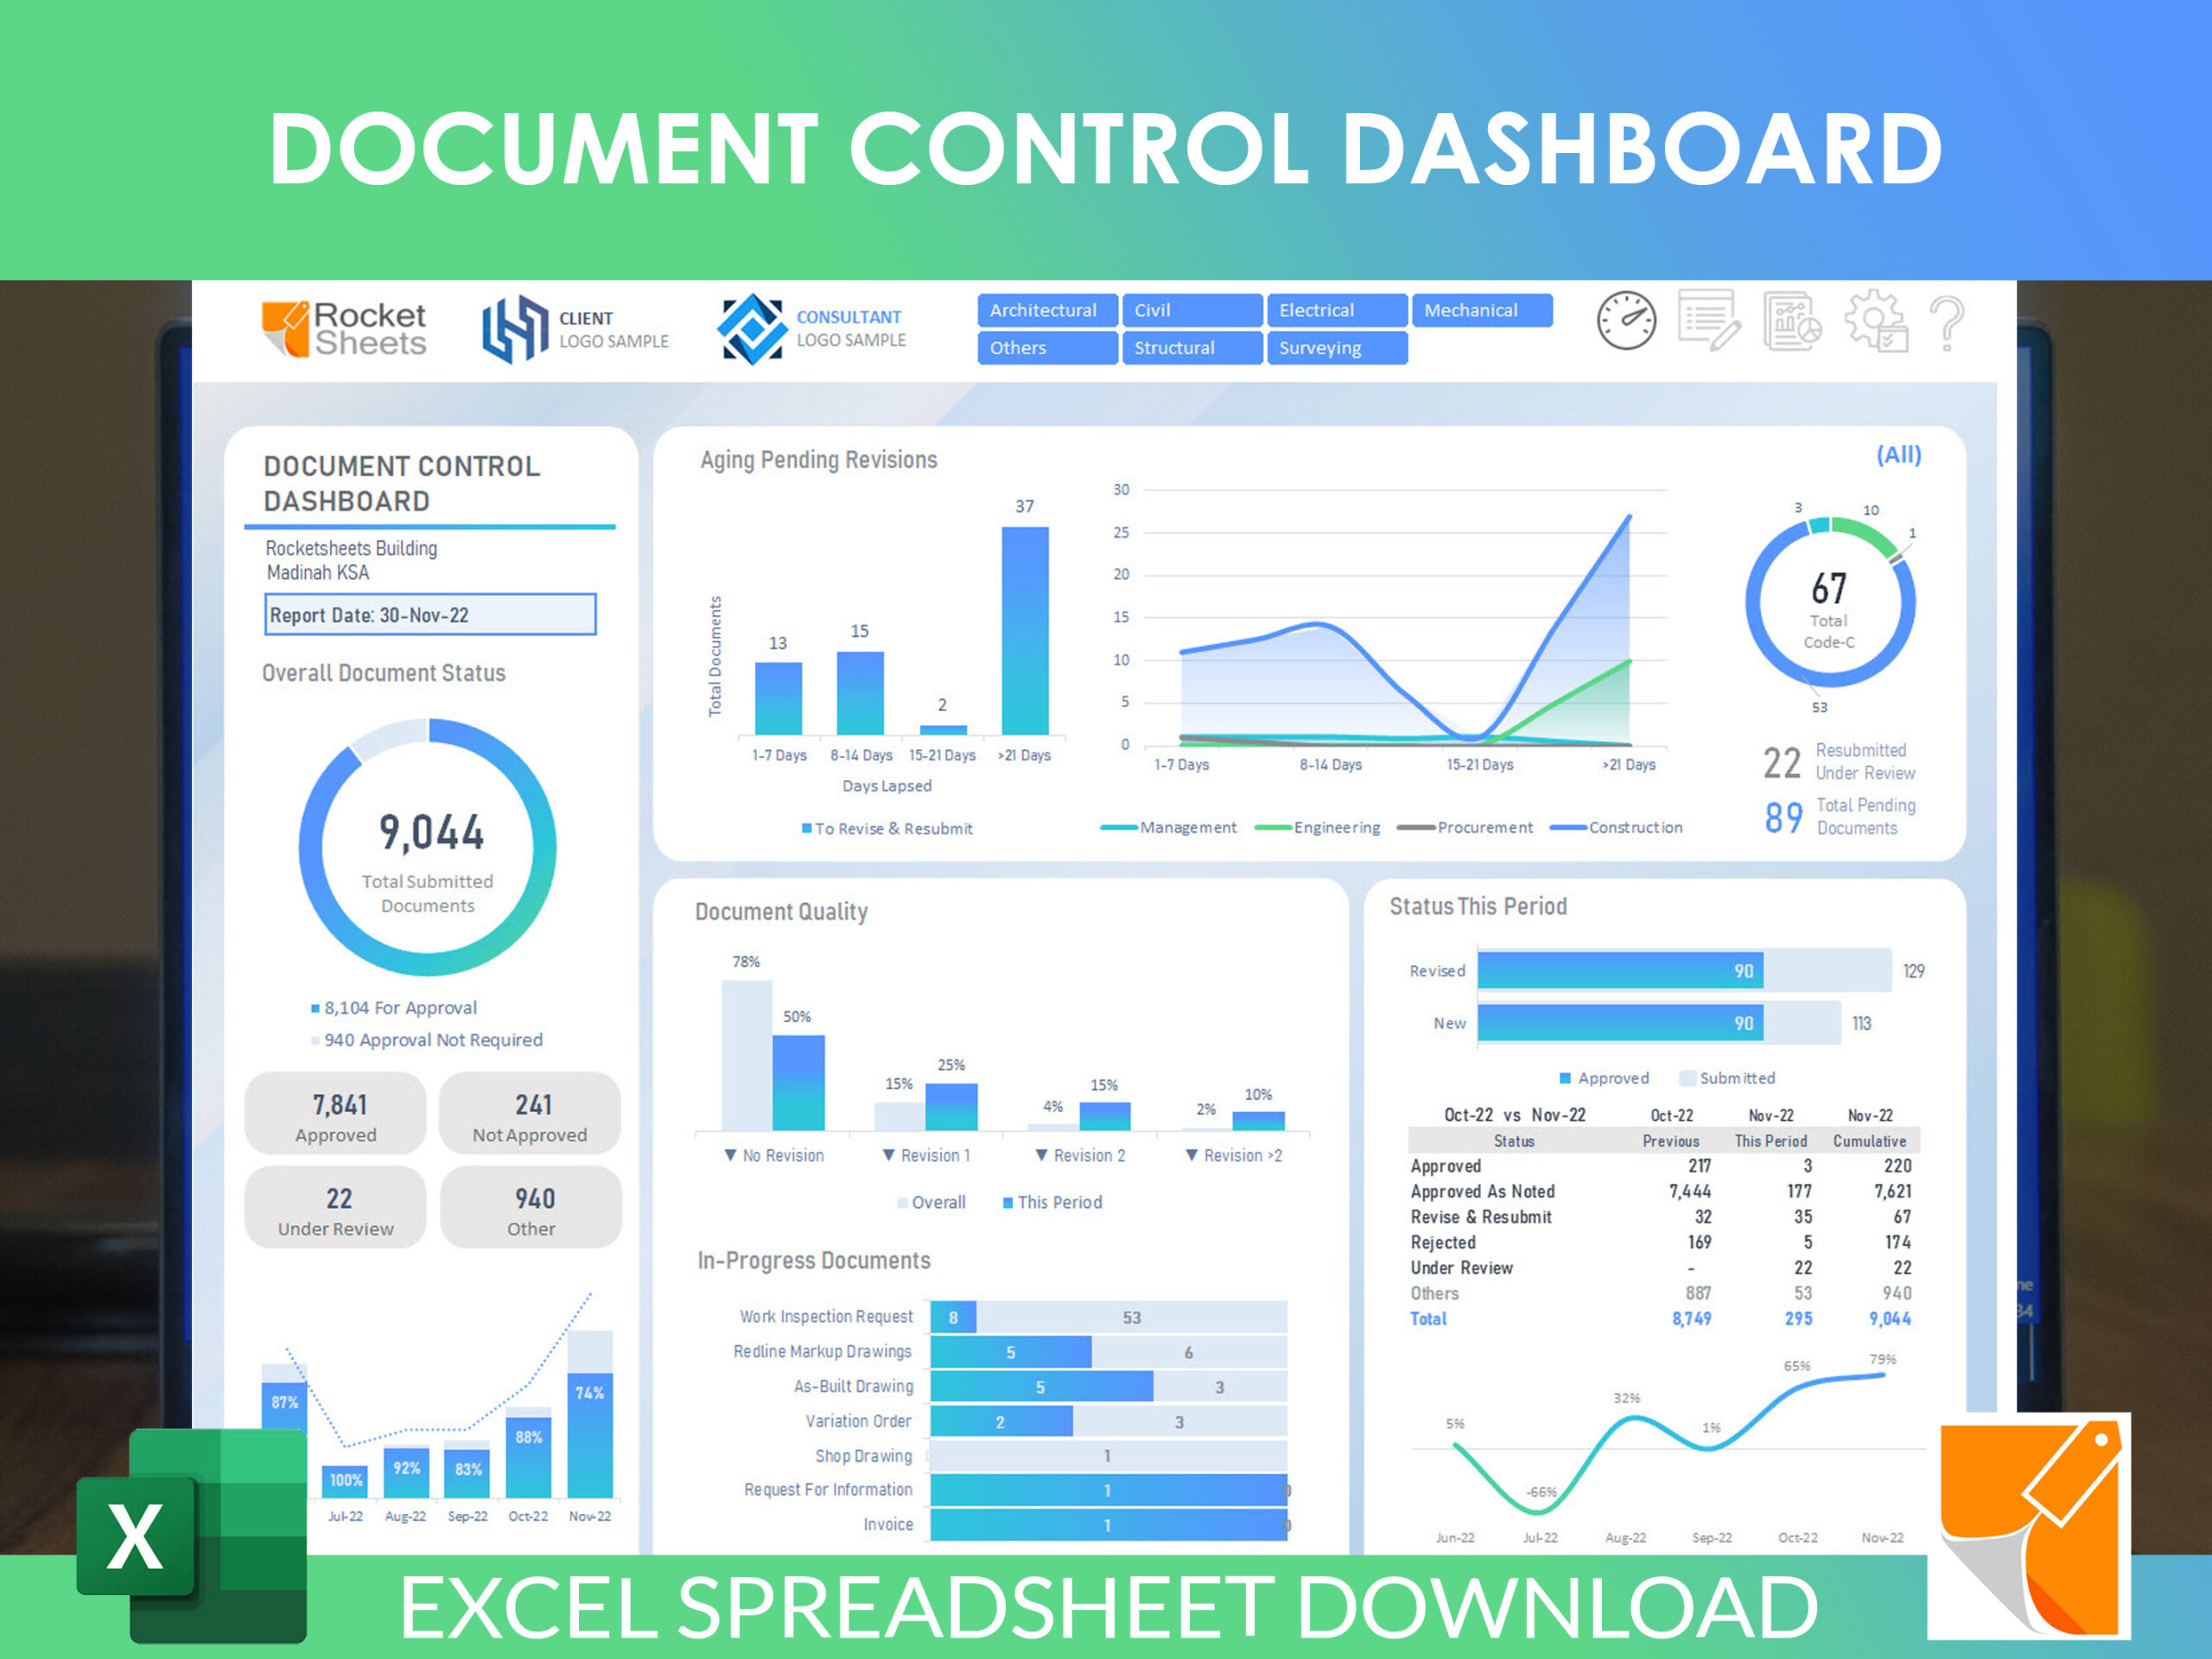 DOCUMENT CONTROL DASHBOARD
Rocket
Sheets
CLIENT
LOGO SAMPLE
CONSULTANT
LOGO SAMPLE
Architectural Civil Electrical Mechanical
Others Structural Surveying
DOCUMENT CONTROL
DASHBOARD
Rocketsheets Building
Madinah KSA
Report Date: 30-Nov-22
Overall Document Status
9,044
Total Submitted
Documents
8,104 For Approval
940 Approval Not Required
7,841
Approved
241
Not Approved
22
Under Review
940
Other
87% 100% 92% 83% 88% 74%
Jul-22 Aug-22 Sep-22 Oct-22 Nov-22
Aging Pending Revisions
Total Documents
13 15 2 37
1-7 Days 8-14 Days 15-21 Days >21 Days
Days Lapsed
To Revise & Resubmit
30
25
20
15
10
5
0
1-7 Days 8-14 Days 15-21 Days >21 Days
Management Engineering Procurement Construction
(All)
3 10 1
67
Total
Code-C
53
22 Resubmitted
Under Review
89 Total Pending
Documents
Document Quality
78% 50% 15% 25% 4% 15% 2% 10%
▼ No Revision ▼ Revision 1 ▼ Revision 2 ▼ Revision >2
Overall This Period
In-Progress Documents
Work Inspection Request 8 53
Redline Markup Drawings 5 6
As-Built Drawing 5 3
Variation Order 2 3
Shop Drawing 1
Request For Information 1 0
Invoice 1 0
Status This Period
Revised 90 129
New 90 113
Approved Submitted
Oct-22 vs Nov-22 Oct-22 Nov-22 Nov-22
Status Previous This Period Cumulative
Approved 217 3 220
Approved As Noted 7,444 177 7,621
Revise & Resubmit 32 35 67
Rejected 169 5 174
Under Review - 22 22
Others 887 53 940
Total 8,749 295 9,044
5% -66% 32% 1% 65% 79%
Jun-22 Jul-22 Aug-22 Sep-22 Oct-22 Nov-22
X
EXCEL SPREADSHEET DOWNLOAD